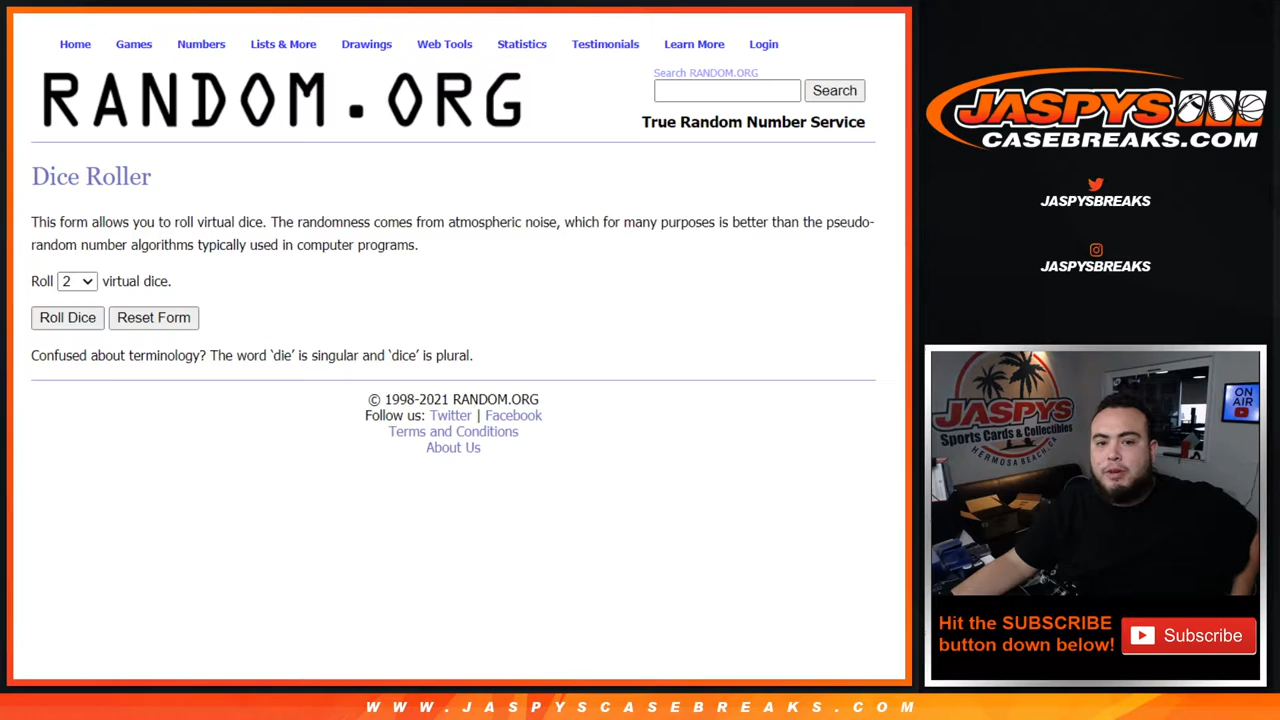 Home Games Numbers Lists & More Drawings Web Tools Statistics Testimonials Learn More Login
RANDOM.ORG
Search RANDOM.ORG
Search
True Random Number Service
Dice Roller
This form allows you to roll virtual dice. The randomness comes from atmospheric noise, which for many purposes is better than the pseudo-
random number algorithms typically used in computer programs.
Roll 2 virtual dice.
Roll Dice Reset Form
Confused about terminology? The word ‘die’ is singular and ‘dice’ is plural.
© 1998-2021 RANDOM.ORG
Follow us: Twitter | Facebook
Terms and Conditions
About Us
JASPYS
CASEBREAKS.COM
JASPYSBREAKS
JASPYSBREAKS
JASPYS
Sports Cards & Collectibles
HERMOSA BEACH, CA
ON
AIR
Hit the SUBSCRIBE
button down below!
Subscribe
WWW.JASPYSCASEBREAKS.COM